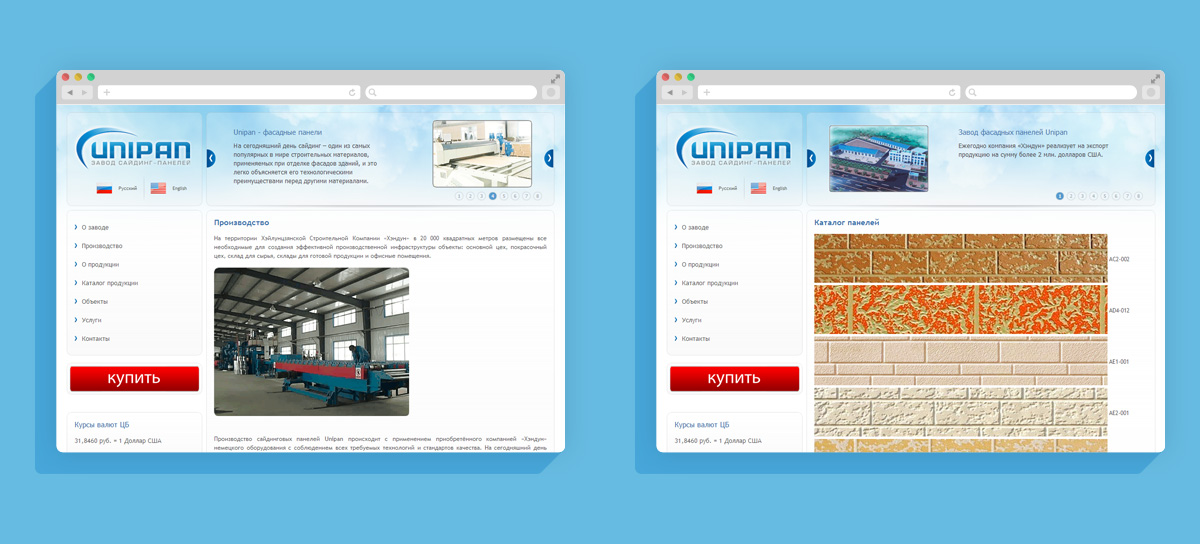 UNIPAN
ЗАВОД САЙДИНГ-ПАНЕЛЕЙ
Русский
English
Unipan - фасадные панели
На сегодняшний день сайдинг – один из самых
популярных в мире строительных материалов,
применяемых при отделке фасадов зданий, и это
легко объясняется его технологическими
преимуществами перед другими материалами.
1 2 3 4 5 6 7 8
О заводе
Производство
О продукции
Каталог продукции
Объекты
Услуги
Контакты
купить
Курсы валют ЦБ
31,8460 руб. = 1 Доллар США
Производство
На территории Хэйлунцзянской Строительной Компании «Хэндун» в 20 000 квадратных метров размещены все
необходимые для создания эффективной производственной инфраструктуры объекты: основной цех, покрасочный
цех, склад для сырья, склады для готовой продукции и офисные помещения.
Производство сайдинговых панелей Unipan происходит с применением приобретённого компанией «Хэндун»
немецкого оборудования с соблюдением всех требуемых технологий и стандартов качества. На сегодняшний день
UNIPAN
ЗАВОД САЙДИНГ-ПАНЕЛЕЙ
Русский
English
Завод фасадных панелей Unipan
Ежегодно компания «Хэндун» реализует на экспорт
продукцию на сумму более 2 млн. долларов США.
1 2 3 4 5 6 7 8
О заводе
Производство
О продукции
Каталог продукции
Объекты
Услуги
Контакты
купить
Курсы валют ЦБ
31,8460 руб. = 1 Доллар США
Каталог панелей
AC2-002
AD4-012
AE1-001
AE2-001